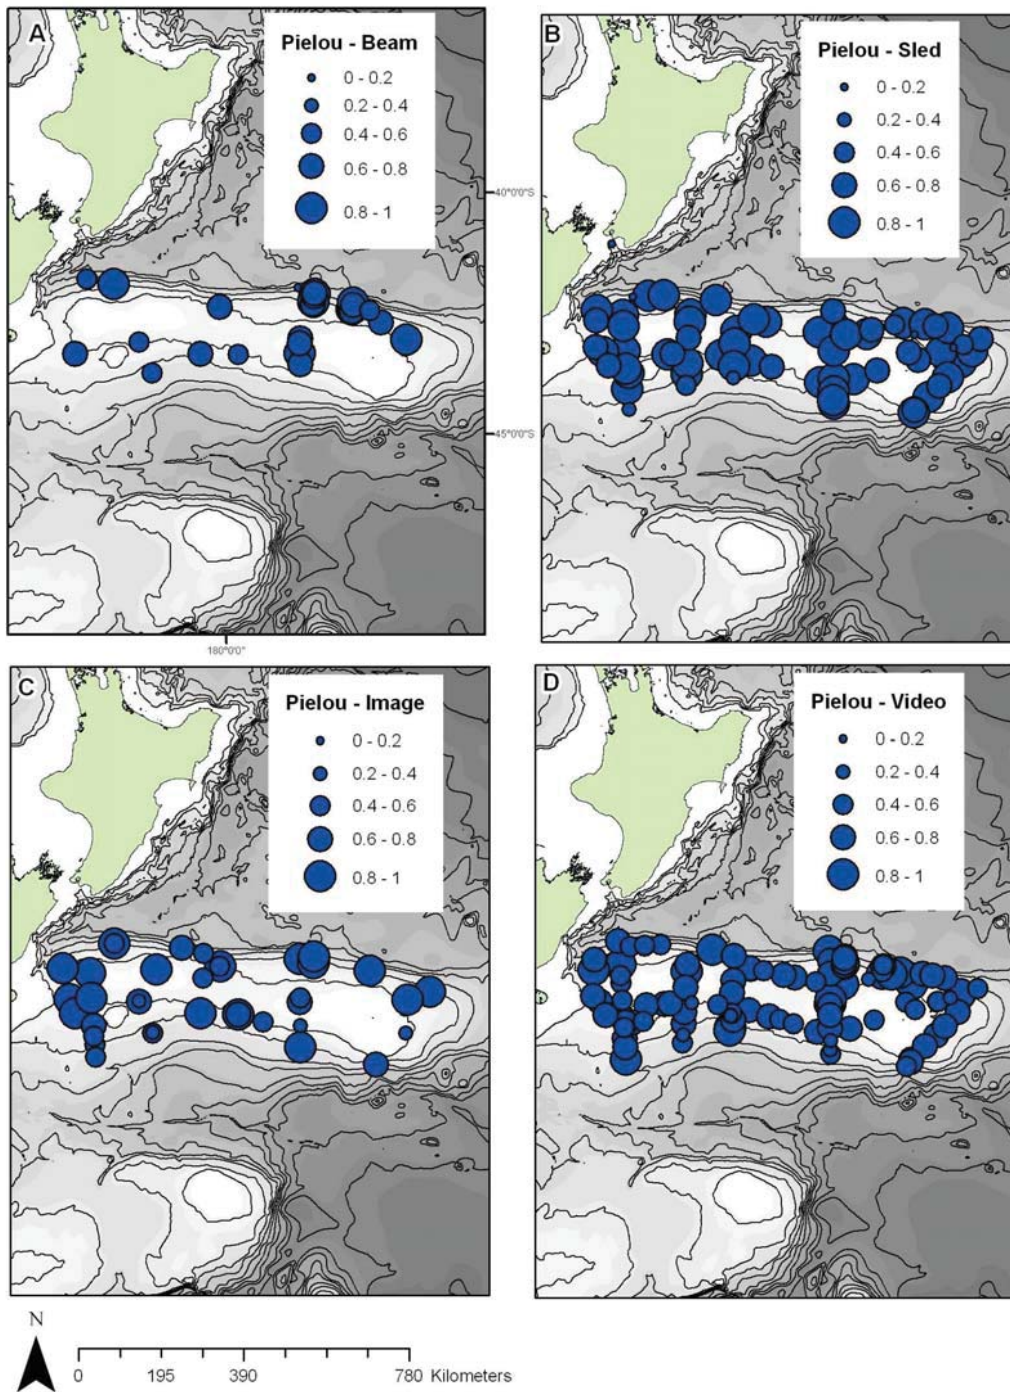 A
Pielou - Beam
0 - 0.2
0.2 - 0.4
0.4 - 0.6
0.6 - 0.8
0.8 - 1
B
Pielou - Sled
0 - 0.2
0.2 - 0.4
0.4 - 0.6
0.6 - 0.8
0.8 - 1
40°0'0"S
45°0'0"S
180°0'0"
C
Pielou - Image
0 - 0.2
0.2 - 0.4
0.4 - 0.6
0.6 - 0.8
0.8 - 1
D
Pielou - Video
0 - 0.2
0.2 - 0.4
0.4 - 0.6
0.6 - 0.8
0.8 - 1
N
0 195 390 780 Kilometers